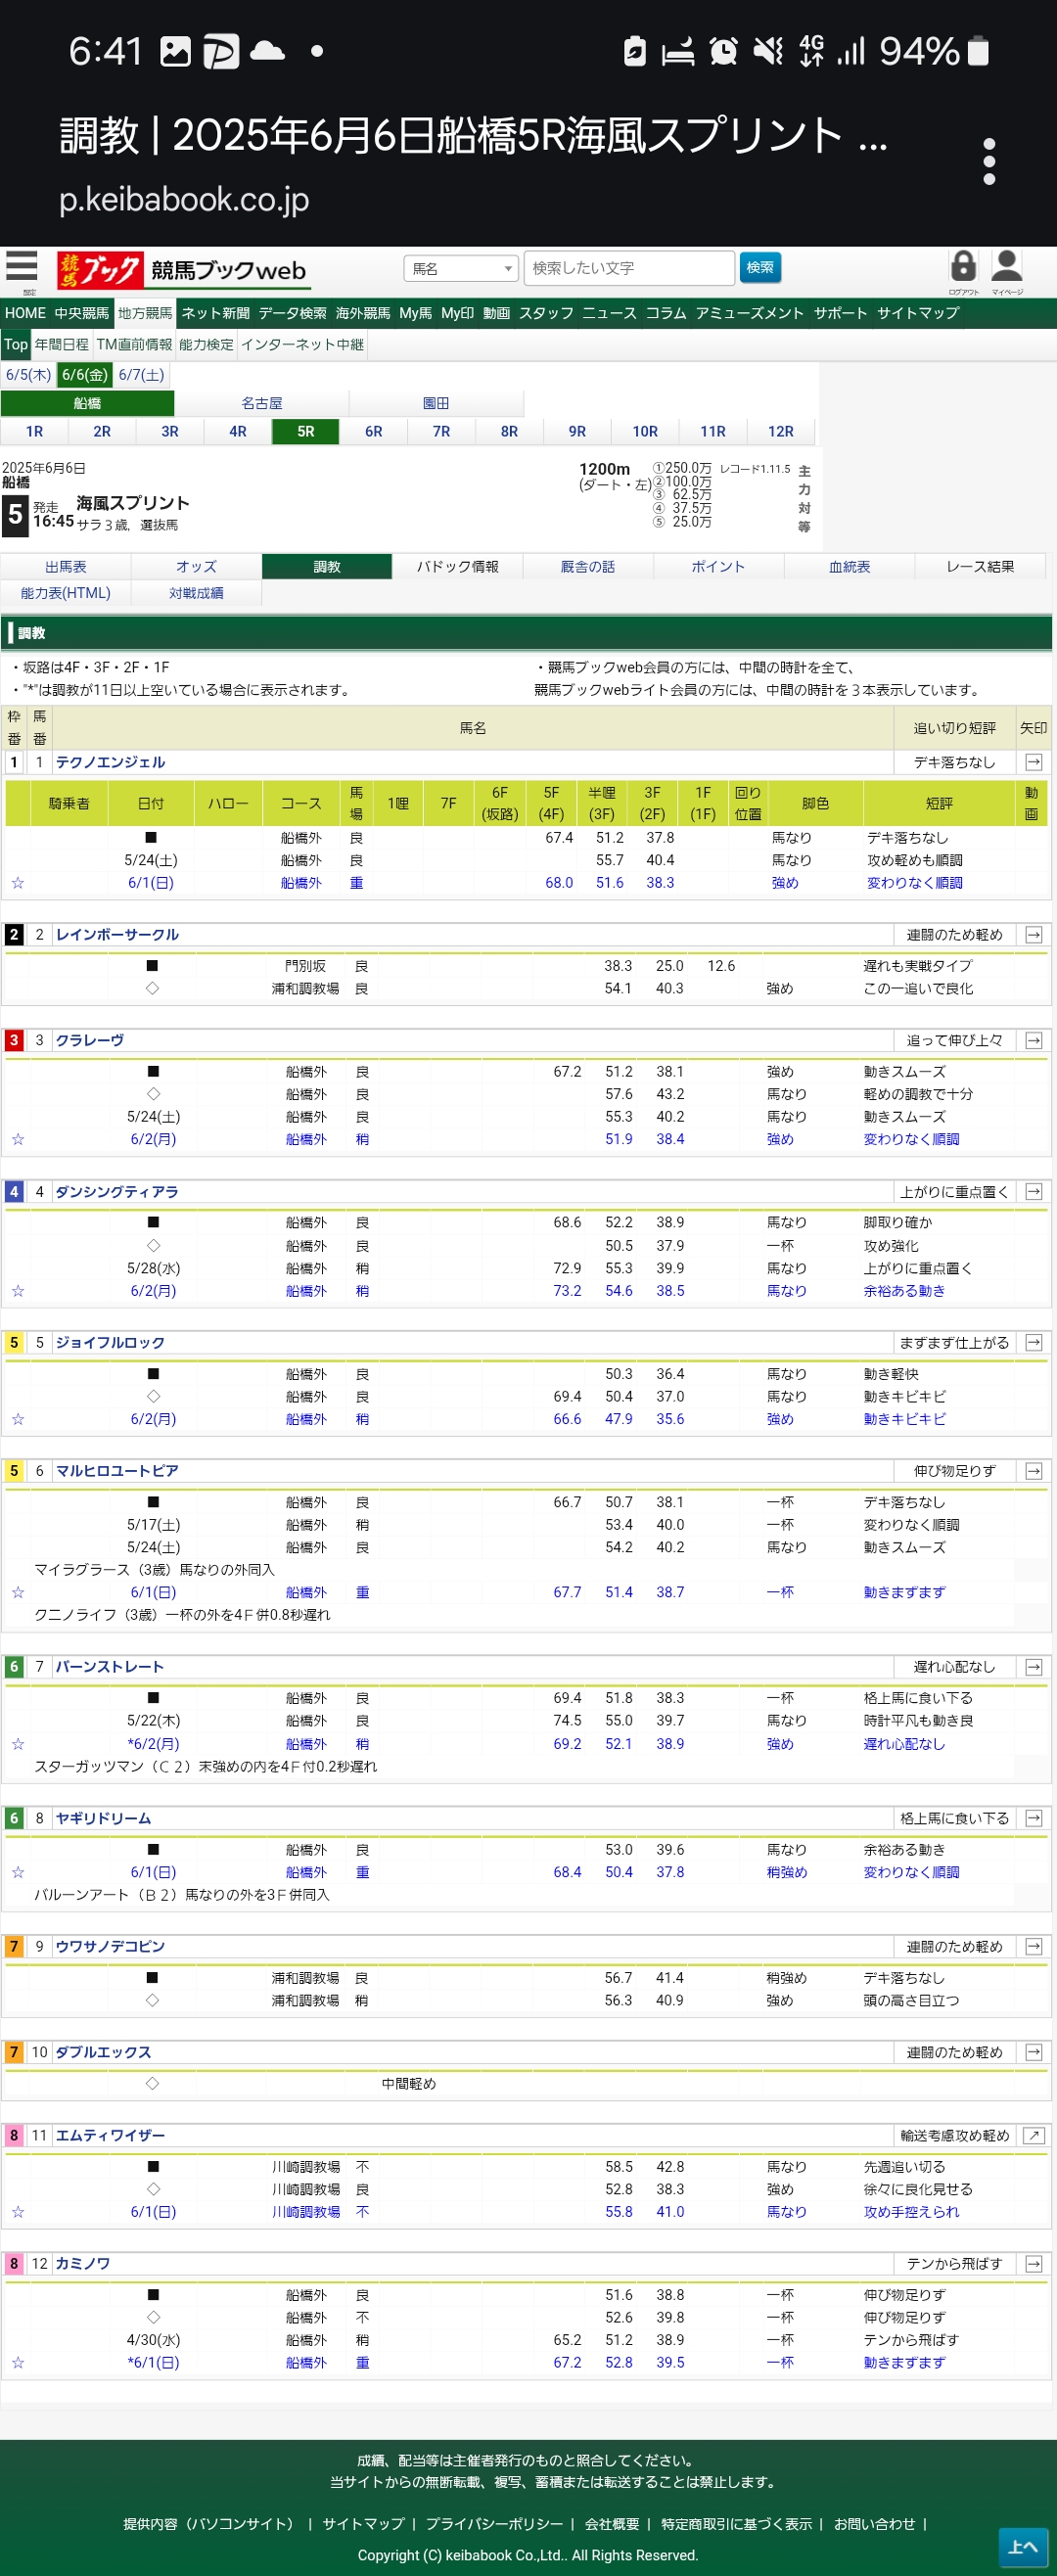 6:41 94%
4G
調教 | 2025年6月6日船橋5R海風スプリント ...
p.keibabook.co.jp
設定 競馬ブック 競馬ブックweb 馬名 検索したい文字 検索 ログアウト マイページ
HOME 中央競馬 地方競馬 ネット新聞 データ検索 海外競馬 My馬 My印 動画 スタッフ ニュース コラム アミューズメント サポート サイトマップ
Top 年間日程 TM直前情報 能力検定 インターネット中継
6/5(木) 6/6(金) 6/7(土)
船橋 名古屋 園田
1R 2R 3R 4R 5R 6R 7R 8R 9R 10R 11R 12R
2025年6月6日
船橋
5 発走 16:45
海風スプリント
サラ３歳, 選抜馬
1200m
(ダート・左)
①250.0万
②100.0万
③ 62.5万
④ 37.5万
⑤ 25.0万
レコード1.11.5
主力対等
出馬表 オッズ 調教 パドック情報 厩舎の話 ポイント 血統表 レース結果
能力表(HTML) 対戦成績
調教
・坂路は4F・3F・2F・1F
・"*"は調教が11日以上空いている場合に表示されます。
・競馬ブックweb会員の方には、中間の時計を全て、
競馬ブックwebライト会員の方には、中間の時計を３本表示しています。
枠番 馬番 馬名 追い切り短評 矢印
1 1 テクノエンジェル デキ落ちなし →
騎乗者 日付 ハロー コース 馬場 1哩 7F 6F(坂路) 5F(4F) 半哩(3F) 3F(2F) 1F(1F) 回り位置 脚色 短評 動画
■ 船橋外 良 67.4 51.2 37.8 馬なり デキ落ちなし
5/24(土) 船橋外 良 55.7 40.4 馬なり 攻め軽めも順調
☆ 6/1(日) 船橋外 重 68.0 51.6 38.3 強め 変わりなく順調
2 2 レインボーサークル 連闘のため軽め →
■ 門別坂 良 38.3 25.0 12.6 遅れも実戦タイプ
◇ 浦和調教場 良 54.1 40.3 強め この一追いで良化
3 3 クラレーヴ 追って伸び上々 →
■ 船橋外 良 67.2 51.2 38.1 強め 動きスムーズ
◇ 船橋外 良 57.6 43.2 馬なり 軽めの調教で十分
5/24(土) 船橋外 良 55.3 40.2 馬なり 動きスムーズ
☆ 6/2(月) 船橋外 稍 51.9 38.4 強め 変わりなく順調
4 4 ダンシングティアラ 上がりに重点置く →
■ 船橋外 良 68.6 52.2 38.9 馬なり 脚取り確か
◇ 船橋外 良 50.5 37.9 一杯 攻め強化
5/28(水) 船橋外 稍 72.9 55.3 39.9 馬なり 上がりに重点置く
☆ 6/2(月) 船橋外 稍 73.2 54.6 38.5 馬なり 余裕ある動き
5 5 ジョイフルロック まずまず仕上がる →
■ 船橋外 良 50.3 36.4 馬なり 動き軽快
◇ 船橋外 良 69.4 50.4 37.0 馬なり 動きキビキビ
☆ 6/2(月) 船橋外 稍 66.6 47.9 35.6 強め 動きキビキビ
5 6 マルヒロユートピア 伸び物足りず →
■ 船橋外 良 66.7 50.7 38.1 一杯 デキ落ちなし
5/17(土) 船橋外 稍 53.4 40.0 一杯 変わりなく順調
5/24(土) 船橋外 良 54.2 40.2 馬なり 動きスムーズ
マイラグラース（3歳）馬なりの外同入
☆ 6/1(日) 船橋外 重 67.7 51.4 38.7 一杯 動きまずまず
クニノライフ（3歳）一杯の外を4Ｆ併0.8秒遅れ
6 7 バーンストレート 遅れ心配なし →
■ 船橋外 良 69.4 51.8 38.3 一杯 格上馬に食い下る
5/22(木) 船橋外 良 74.5 55.0 39.7 馬なり 時計平凡も動き良
☆ *6/2(月) 船橋外 稍 69.2 52.1 38.9 強め 遅れ心配なし
スターガッツマン（Ｃ２）末強めの内を4Ｆ付0.2秒遅れ
6 8 ヤギリドリーム 格上馬に食い下る →
■ 船橋外 良 53.0 39.6 馬なり 余裕ある動き
☆ 6/1(日) 船橋外 重 68.4 50.4 37.8 稍強め 変わりなく順調
バルーンアート（Ｂ２）馬なりの外を3Ｆ併同入
7 9 ウワサノデコピン 連闘のため軽め →
■ 浦和調教場 良 56.7 41.4 稍強め デキ落ちなし
◇ 浦和調教場 稍 56.3 40.9 強め 頭の高さ目立つ
7 10 ダブルエックス 連闘のため軽め →
◇ 中間軽め
8 11 エムティワイザー 輸送考慮攻め軽め ↗
■ 川崎調教場 不 58.5 42.8 馬なり 先週追い切る
◇ 川崎調教場 良 52.8 38.3 強め 徐々に良化見せる
☆ 6/1(日) 川崎調教場 不 55.8 41.0 馬なり 攻め手控えられ
8 12 カミノワ テンから飛ばす →
■ 船橋外 良 51.6 38.8 一杯 伸び物足りず
◇ 船橋外 不 52.6 39.8 一杯 伸び物足りず
4/30(水) 船橋外 稍 65.2 51.2 38.9 一杯 テンから飛ばす
☆ *6/1(日) 船橋外 重 67.2 52.8 39.5 一杯 動きまずまず
成績、配当等は主催者発行のものと照合してください。
当サイトからの無断転載、複写、蓄積または転送することは禁止します。
提供内容（パソコンサイト） | サイトマップ | プライバシーポリシー | 会社概要 | 特定商取引に基づく表示 | お問い合わせ |
上へ
Copyright (C) keibabook Co.,Ltd.. All Rights Reserved.